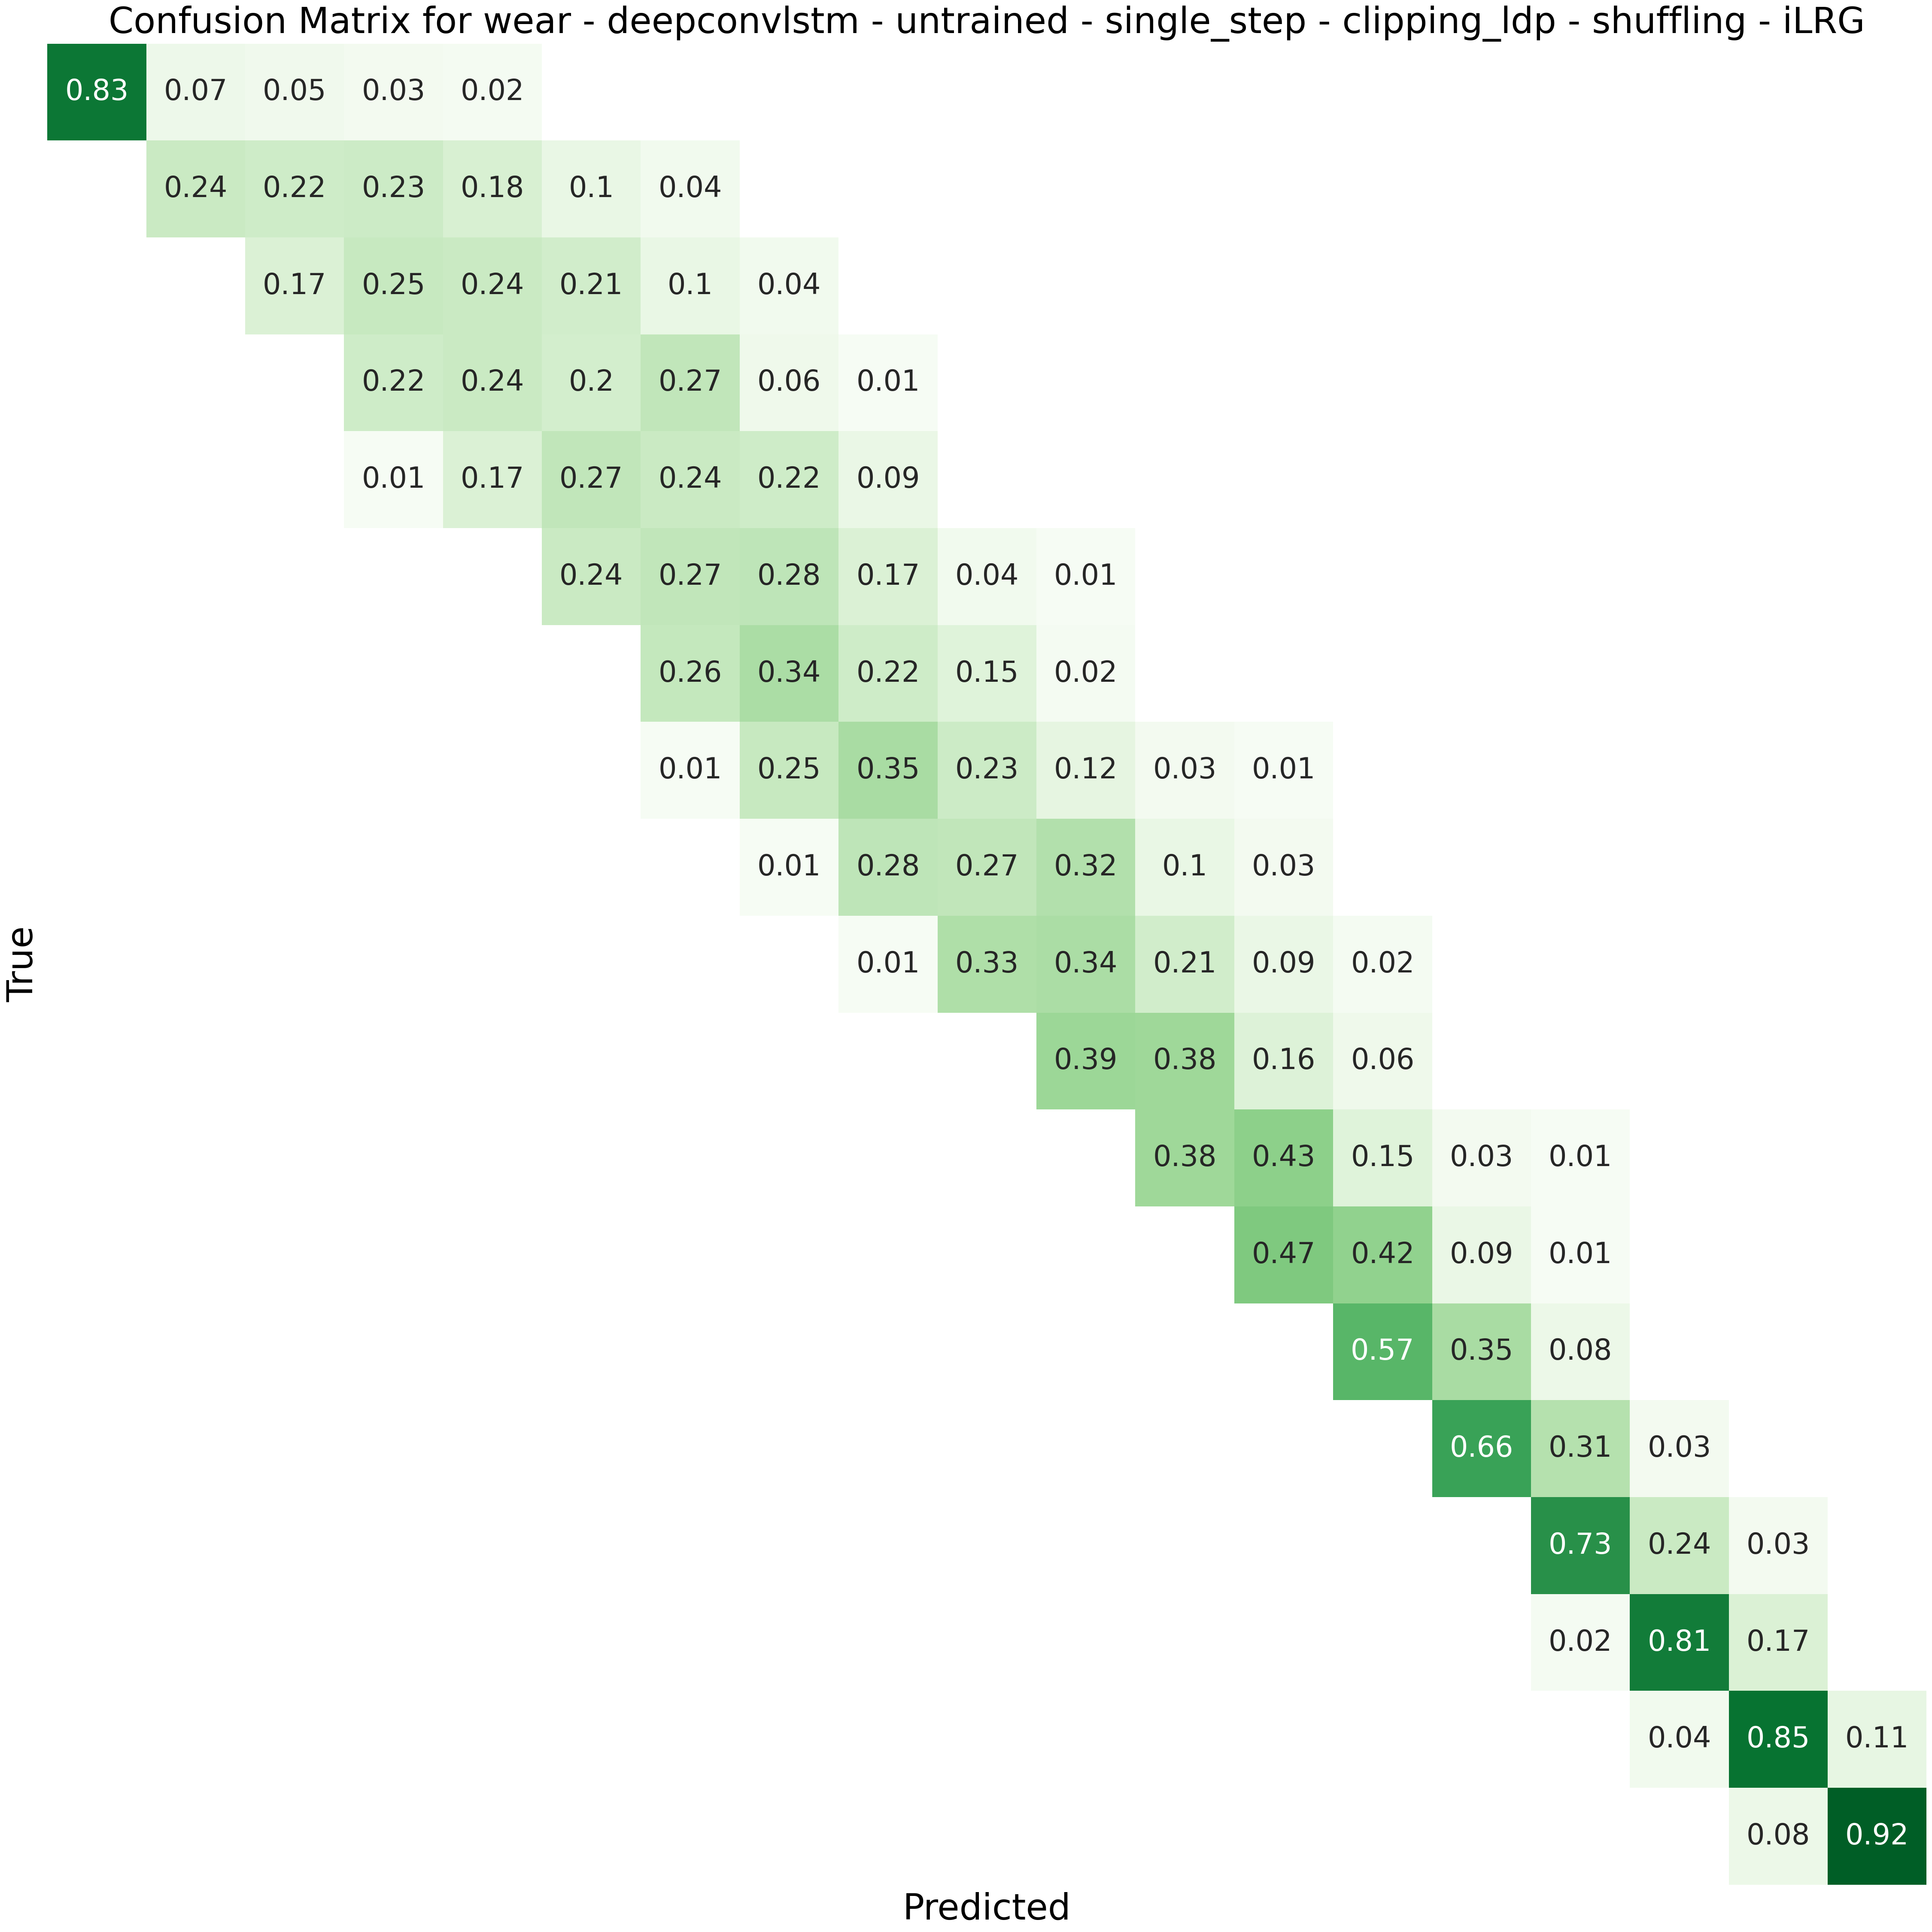 Confusion Matrix for wear - deepconvlstm - untrained - single_step - clipping_ldp - shuffling - iLRG
0.83 0.07 0.05 0.03 0.02
0.24 0.22 0.23 0.18 0.1 0.04
0.17 0.25 0.24 0.21 0.1 0.04
0.22 0.24 0.2 0.27 0.06 0.01
0.01 0.17 0.27 0.24 0.22 0.09
0.24 0.27 0.28 0.17 0.04 0.01
0.26 0.34 0.22 0.15 0.02
0.01 0.25 0.35 0.23 0.12 0.03 0.01
0.01 0.28 0.27 0.32 0.1 0.03
True
0.01 0.33 0.34 0.21 0.09 0.02
0.39 0.38 0.16 0.06
0.38 0.43 0.15 0.03 0.01
0.47 0.42 0.09 0.01
0.57 0.35 0.08
0.66 0.31 0.03
0.73 0.24 0.03
0.02 0.81 0.17
0.04 0.85 0.11
0.08 0.92
Predicted